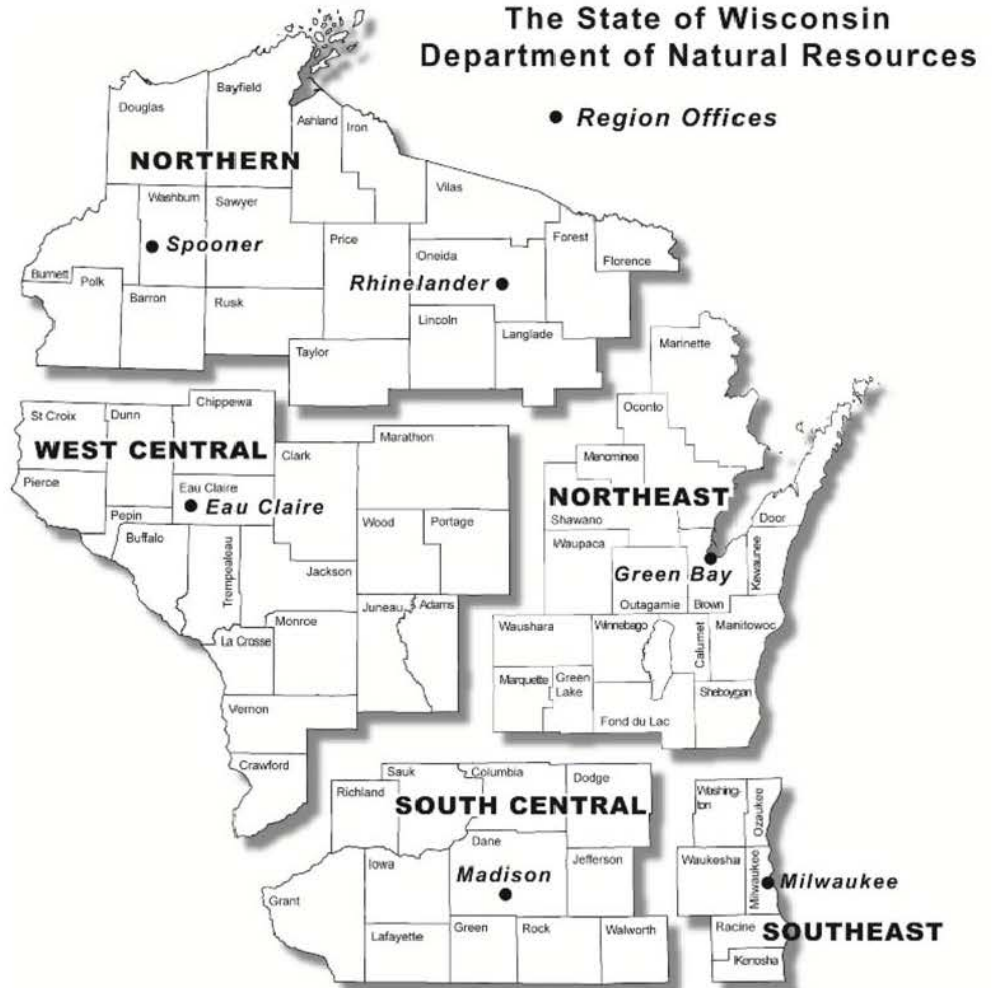 The State of Wisconsin
Department of Natural Resources
Region Offices
Bayfield
Douglas
Ashland
Iron
NORTHERN
Vilas
Washburn
Sawyer
Spooner
Price
Forest
Oneida
Florence
Burnett
Polk
Rhinelander
Barron
Rusk
Lincoln
Langlade
Taylor
Marinette
Chippewa
St Croix
Dunn
Oconto
WEST CENTRAL
Marathon
Clark
Menominee
Pierce
Eau Claire
NORTHEAST
Eau Claire
Pepin
Wood
Portage
Shawano
Door
Buffalo
Waupaca
Trempealeau
Jackson
Green Bay
Kewaunee
Juneau
Adams
Outagamie
Brown
Monroe
La Crosse
Waushara
Winnebago
Calumet
Manitowoc
Marquette
Green
Lake
Sheboygan
Vernon
Fond du Lac
Crawford
Sauk
Columbia
Dodge
Richland
SOUTH CENTRAL
Washing-
ton
Ozaukee
Dane
Iowa
Jefferson
Waukesha
Milwaukee
Madison
Milwaukee
Grant
Lafayette
Green
Rock
Walworth
Racine
SOUTHEAST
Kenosha